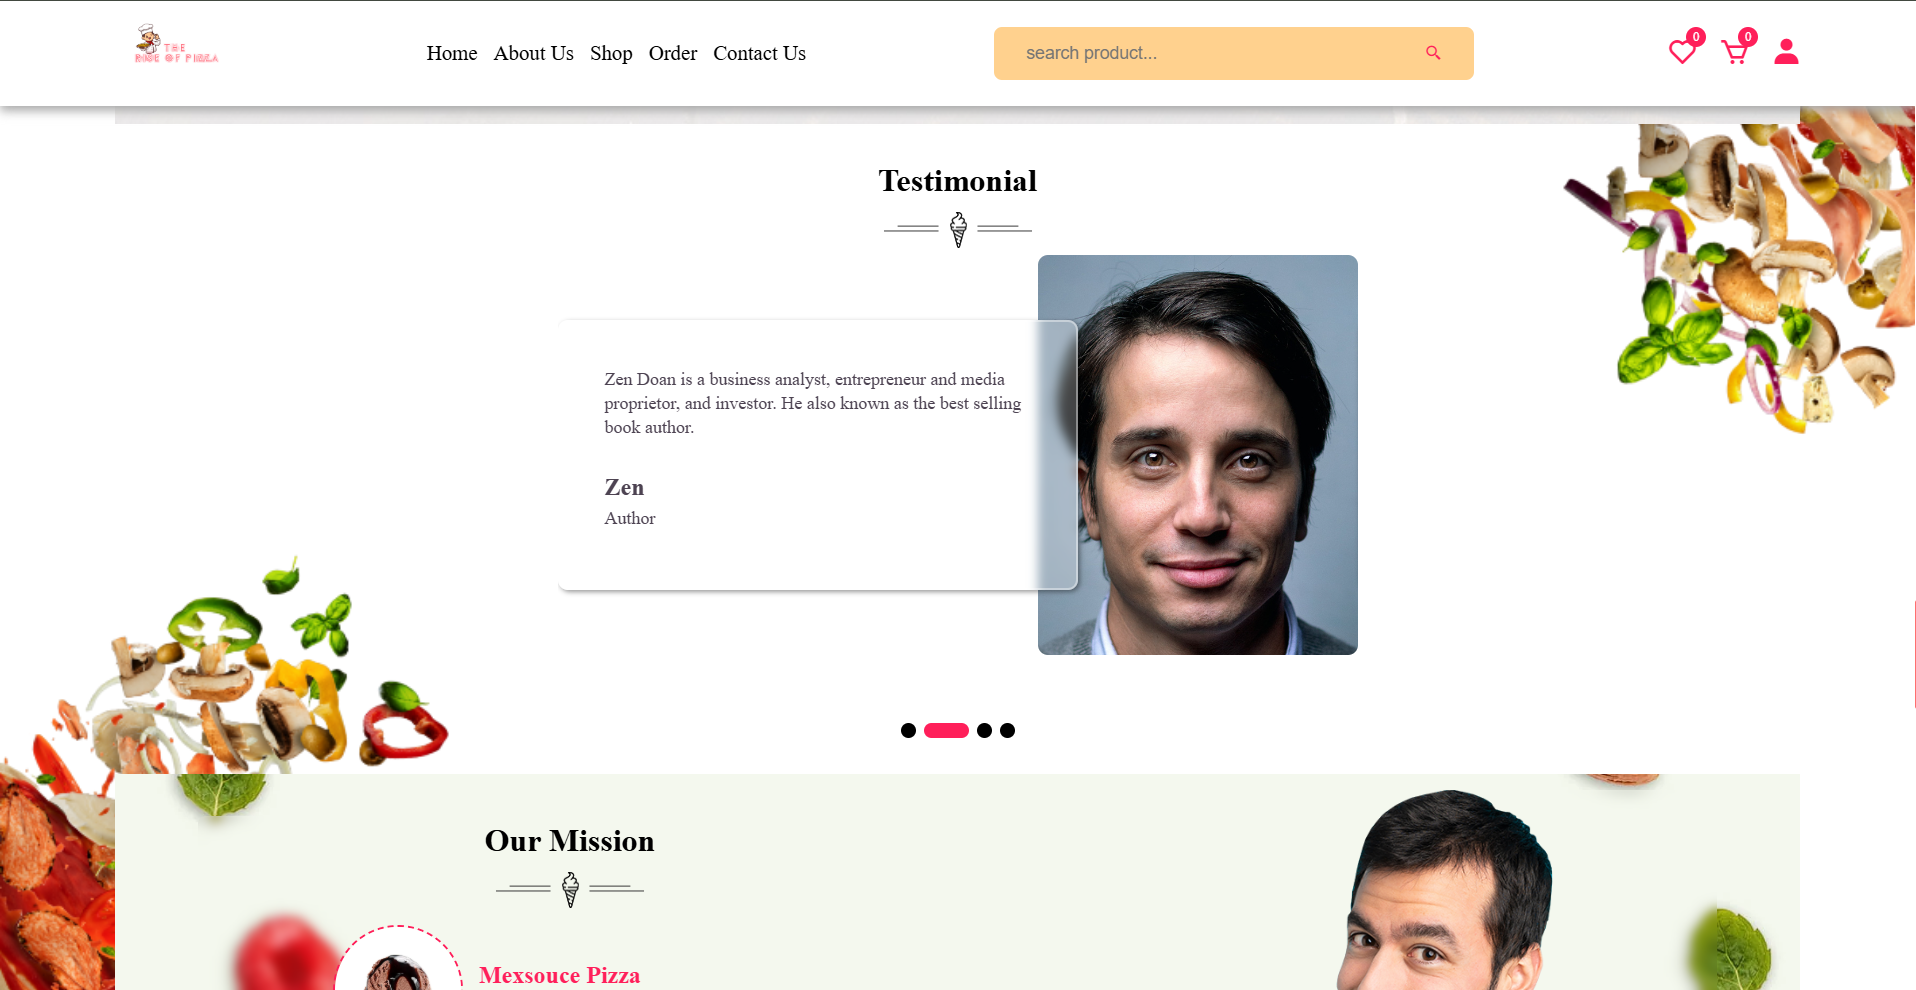 THE
RISE OF PIZZA
Home About Us Shop Order Contact Us
search product...
0
0
Testimonial
Zen Doan is a business analyst, entrepreneur and media
proprietor, and investor. He also known as the best selling
book author.
Zen
Author
Our Mission
Mexsouce Pizza